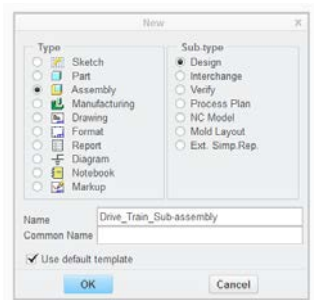 New
Type
Sub-type
Sketch
Design
Part
Interchange
Assembly
Verify
Manufacturing
Process Plan
Drawing
NC Model
Format
Mold Layout
Report
Ext. Simp.Rep.
Diagram
Notebook
Markup
Name
Drive_Train_Sub-assembly
Common Name
Use default template
OK
Cancel